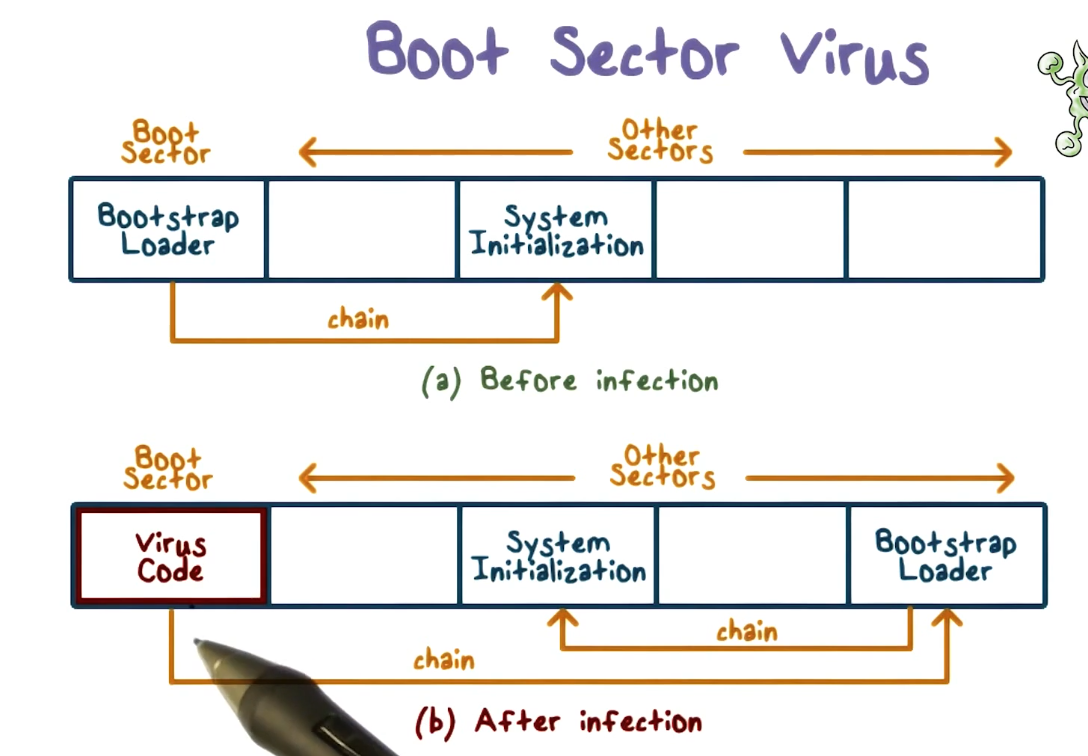 Boot Sector Virus
Boot
Sector
Other
Sectors
Bootstrap
Loader
System
Initialization
chain
(a) Before infection
Boot
Sector
Other
Sectors
Virus
Code
System
Initialization
Bootstrap
Loader
chain
chain
(b) After infection